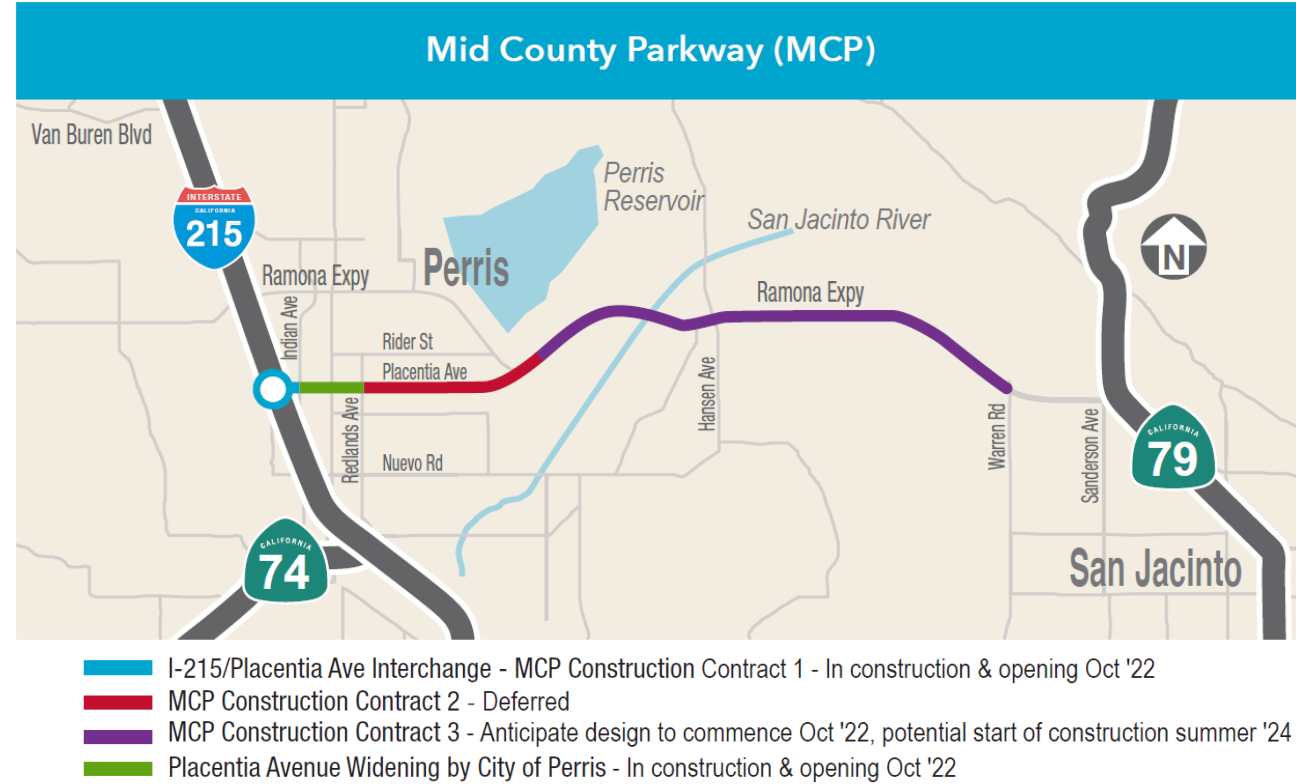 Mid County Parkway (MCP)
Van Buren Blvd
INTERSTATE
CALIFORNIA
215
Perris
Reservoir
San Jacinto River
N
Perris
Ramona Expy
Ramona Expy
Indian Ave
Rider St
Placentia Ave
Hansen Ave
Redlands Ave
Warren Rd
Sanderson Ave
CALIFORNIA
79
Nuevo Rd
CALIFORNIA
74
San Jacinto
I-215/Placentia Ave Interchange - MCP Construction Contract 1 - In construction & opening Oct '22
MCP Construction Contract 2 - Deferred
MCP Construction Contract 3 - Anticipate design to commence Oct '22, potential start of construction summer '24
Placentia Avenue Widening by City of Perris - In construction & opening Oct '22